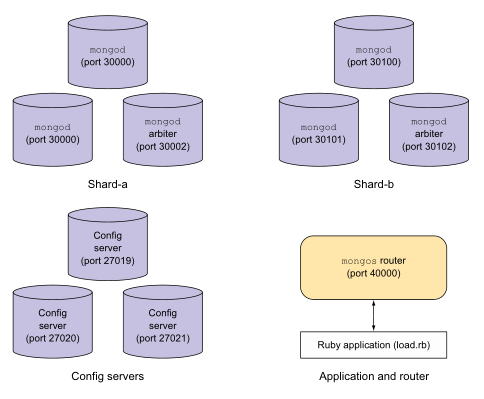 mongod
(port 30000)
mongod
(port 30000)
mongod
arbiter
(port 30002)
Shard-a
mongod
(port 30100)
mongod
(port 30101)
mongod
arbiter
(port 30102)
Shard-b
Config
server
(port 27019)
Config
server
(port 27020)
Config
server
(port 27021)
Config servers
mongos router
(port 40000)
Ruby application (load.rb)
Application and router